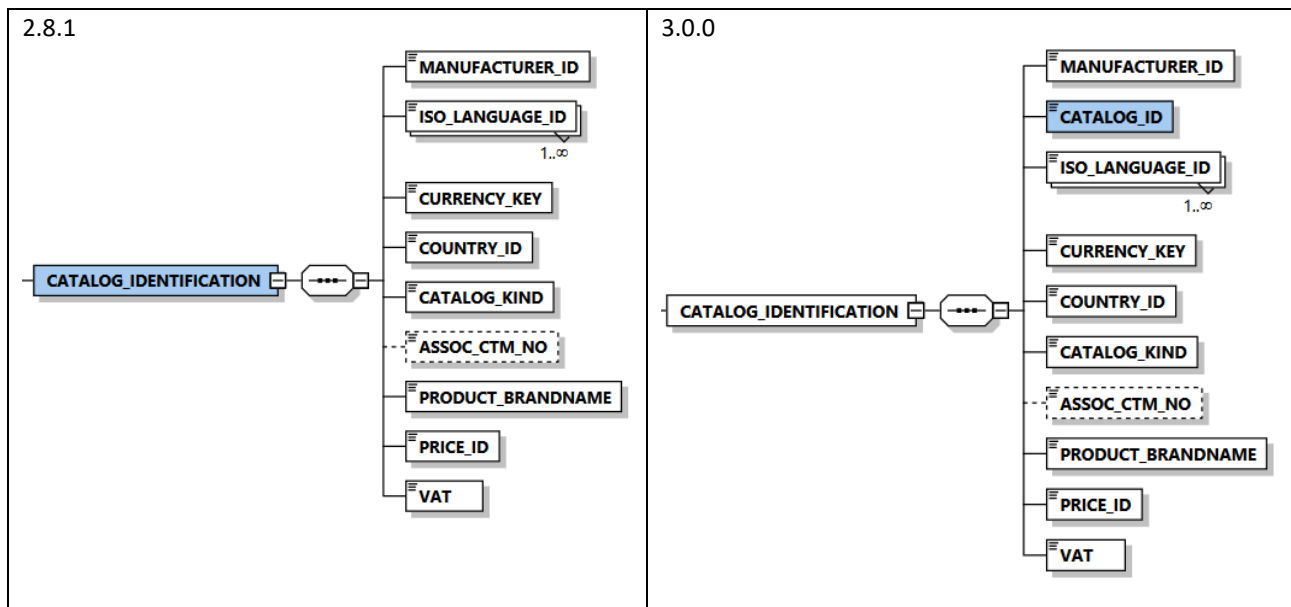 2.8.1
MANUFACTURER_ID
ISO_LANGUAGE_ID
1..∞
CURRENCY_KEY
COUNTRY_ID
CATALOG_IDENTIFICATION
CATALOG_KIND
ASSOC_CTM_NO
PRODUCT_BRANDNAME
PRICE_ID
VAT
3.0.0
MANUFACTURER_ID
CATALOG_ID
ISO_LANGUAGE_ID
1..∞
CURRENCY_KEY
COUNTRY_ID
CATALOG_IDENTIFICATION
CATALOG_KIND
ASSOC_CTM_NO
PRODUCT_BRANDNAME
PRICE_ID
VAT